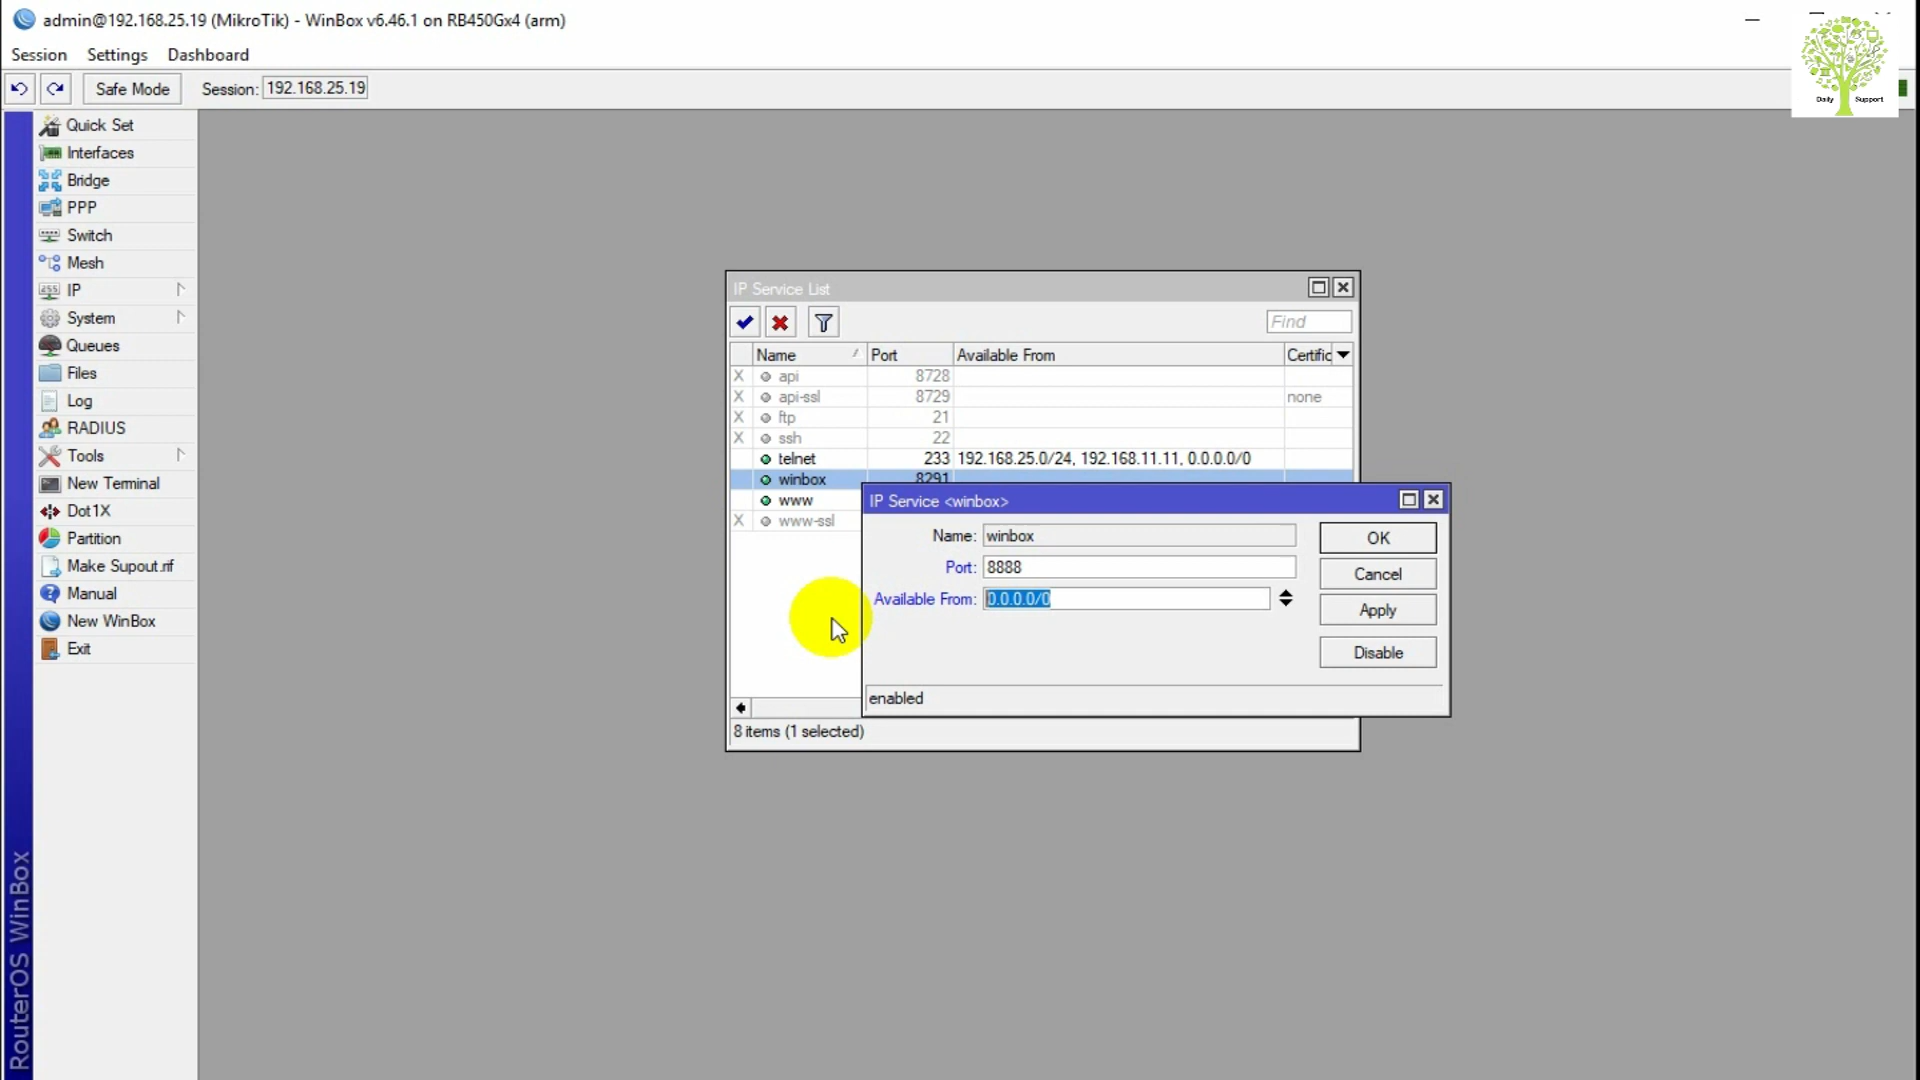 admin@192.168.25.19 (MikroTik) - WinBox v6.46.1 on RB450Gx4 (arm)
Session Settings Dashboard
Safe Mode Session: 192.168.25.19
Daily Support
Quick Set
Interfaces
Bridge
PPP
Switch
Mesh
255 IP
System
Queues
Files
Log
RADIUS
Tools
New Terminal
Dot1X
Partition
Make Supout.rif
Manual
New WinBox
Exit
RouterOS WinBox
IP Service List
Find
Name Port Available From Certific
X api 8728
X api-ssl 8729 none
X ftp 21
X ssh 22
telnet 233 192.168.25.0/24, 192.168.11.11, 0.0.0.0/0
winbox 8291
www
X www-ssl
8 items (1 selected)
IP Service <winbox>
Name: winbox OK
Port: 8888 Cancel
Available From: 0.0.0.0/0 Apply
Disable
enabled